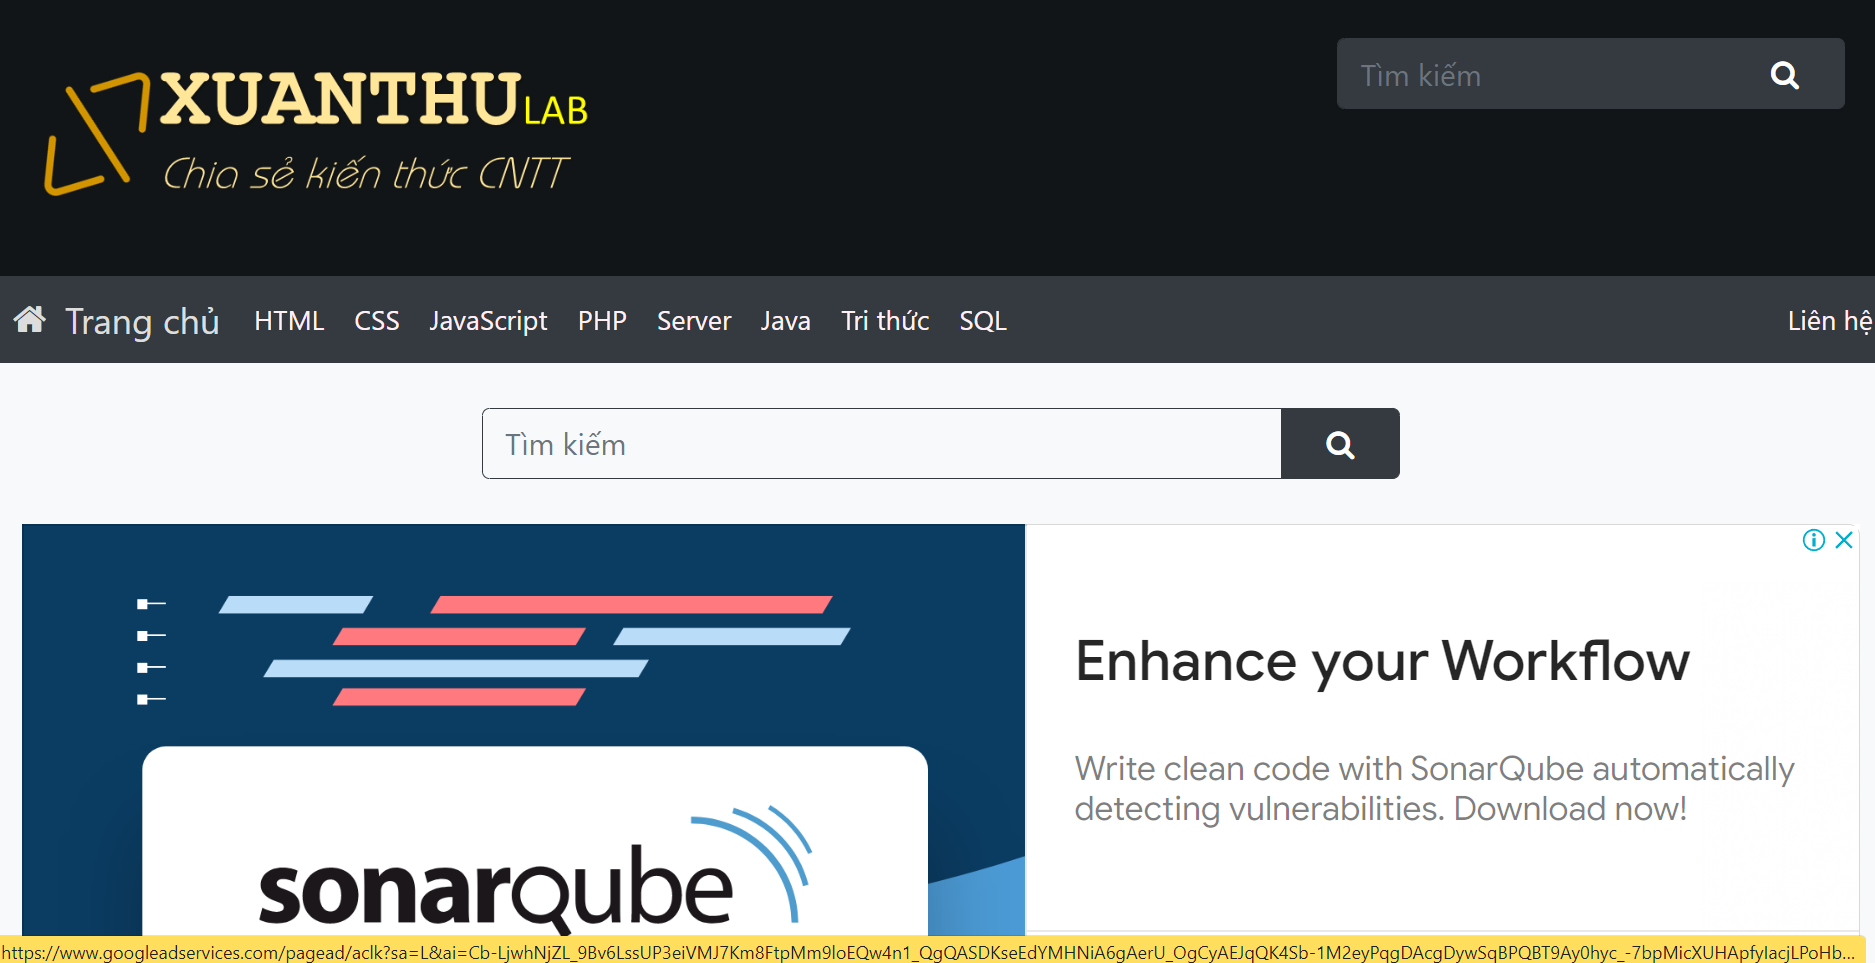 XUANTHULAB
Chia sẻ kiến thức CNTT
Tìm kiếm
Trang chủ HTML CSS JavaScript PHP Server Java Tri thức SQL Liên hệ
Tìm kiếm
Enhance your Workflow
Write clean code with SonarQube automatically
detecting vulnerabilities. Download now!
sonarqube
https://www.googleadservices.com/pagead/aclk?sa=L&ai=Cb-LjwhNjZL_9Bv6LssUP3eiVMJ7Km8FtpMm9loEQw4n1_QgQASDKseEdYMHNiA6gAerU_OgCyAEJqQK4Sb-1M2eyPqgDAcgDywSqBPQBT9Ay0hyc_-7bpMicXUHApfyIacjLPoHb...